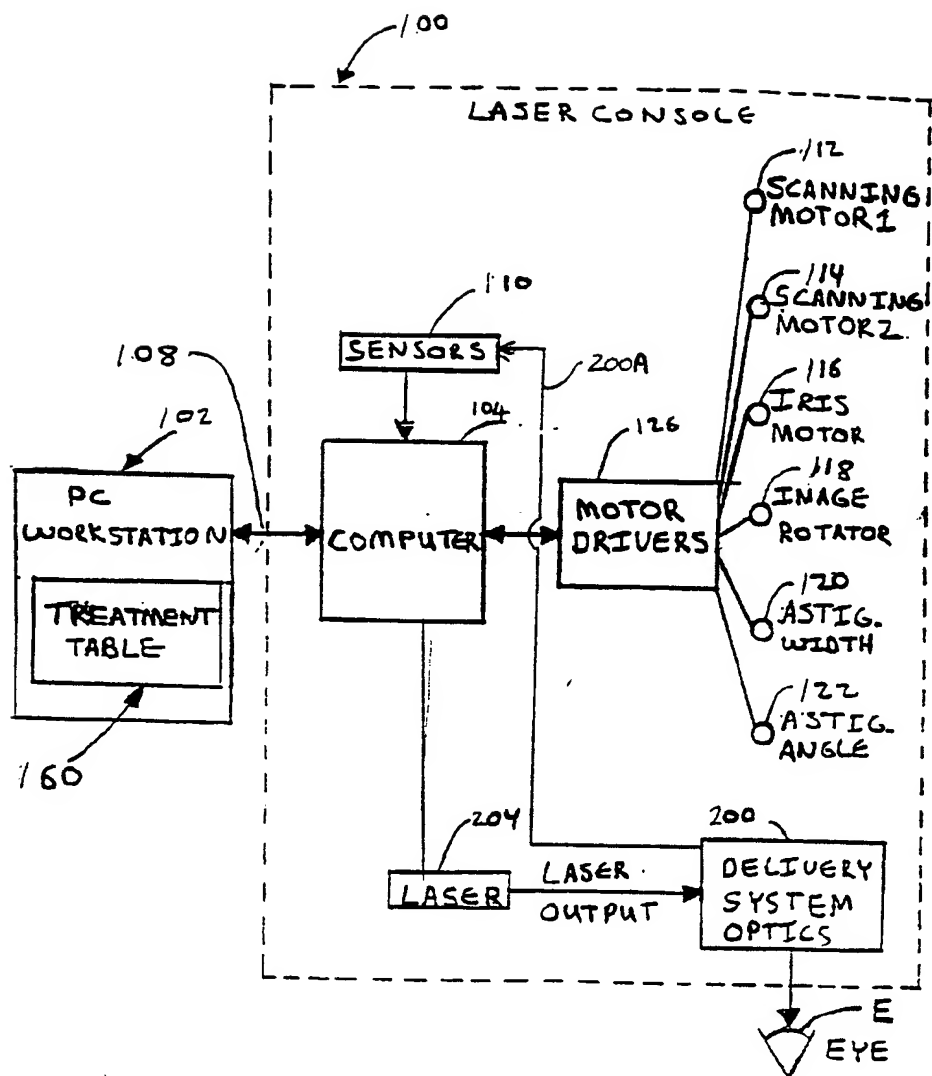 100
LASER CONSOLE
112
SCANNING
MOTOR1
114
SCANNING
MOTOR2
110
SENSORS
108
200A
116
IRIS
MOTOR
102
104
126
118
INAGE
ROTATOR
PC
WORKSTATION
COMPUTER
MOTOR
DRIVERS
TREATMENT
TABLE
120
ASTIG.
WIDTH
122
ASTIG.
ANGLE
160
204
200
LASER
LASER
OUTPUT
DELIVERY
SYSTEM
OPTICS
E
EYE